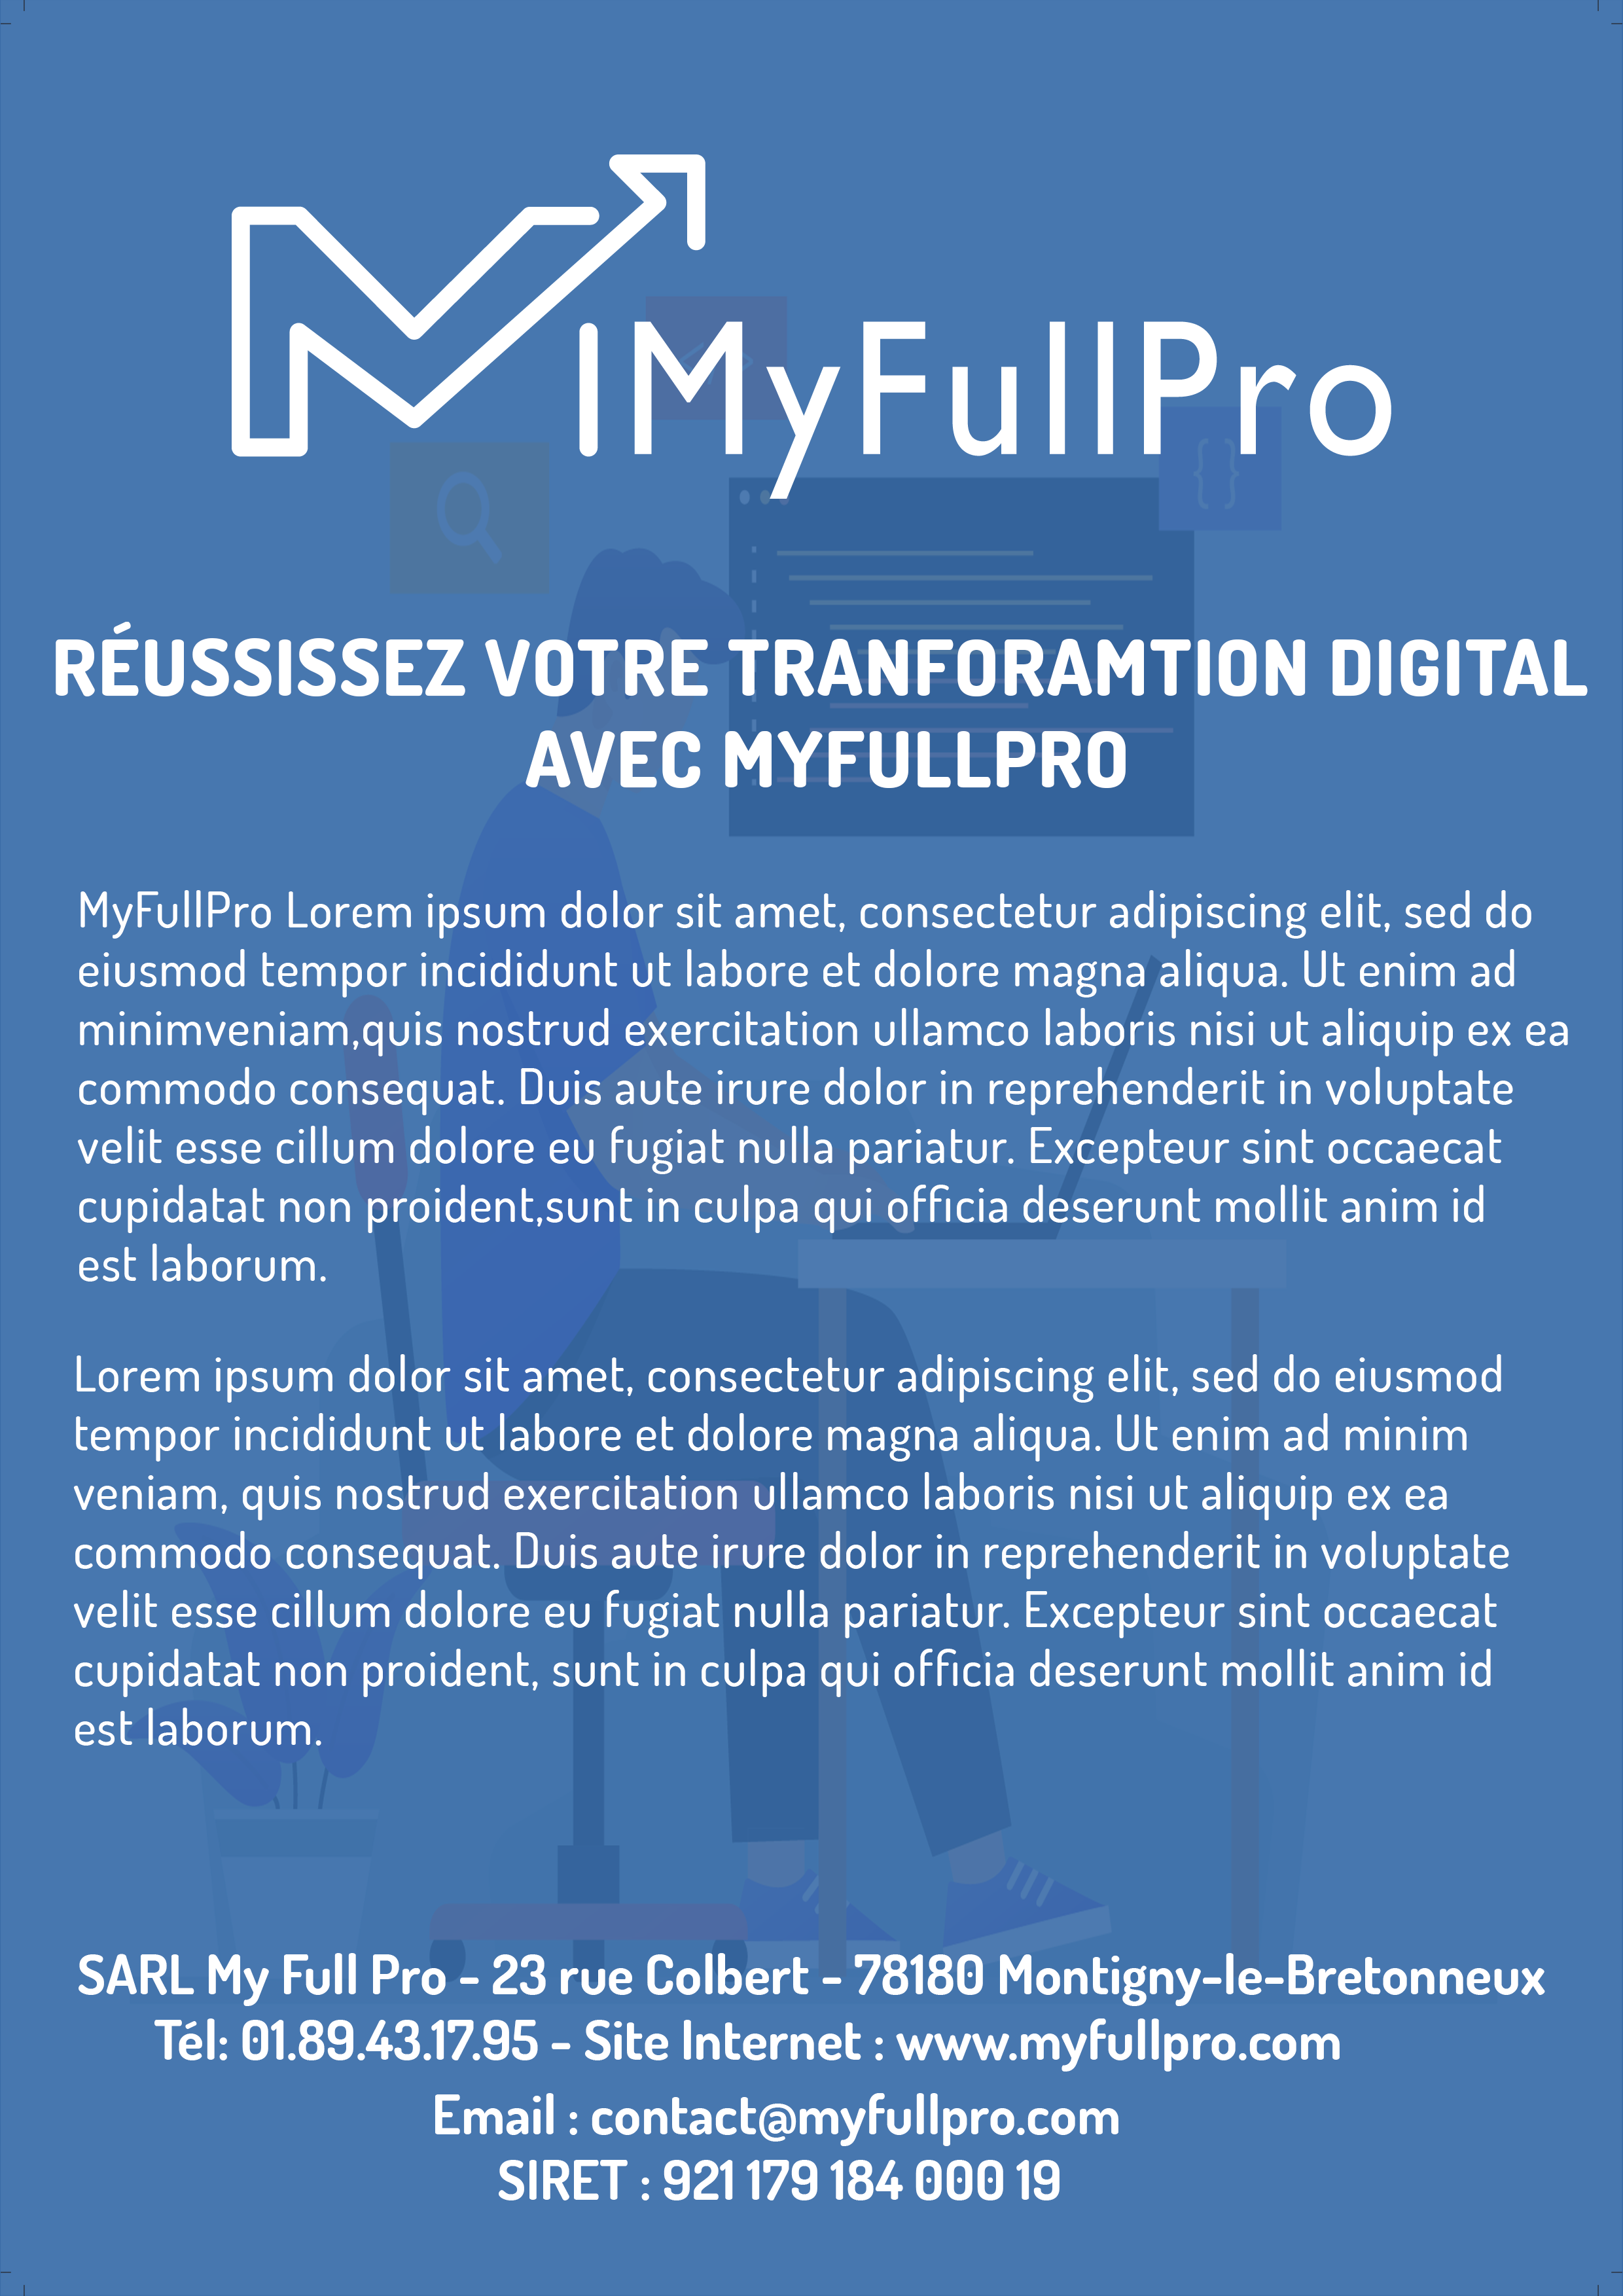 MyFullPro
RÉUSSISSEZ VOTRE TRANFORAMTION DIGITAL
AVEC MYFULLPRO
MyFullPro Lorem ipsum dolor sit amet, consectetur adipiscing elit, sed do
eiusmod tempor incididunt ut labore et dolore magna aliqua. Ut enim ad
minimveniam,quis nostrud exercitation ullamco laboris nisi ut aliquip ex ea
commodo consequat. Duis aute irure dolor in reprehenderit in voluptate
velit esse cillum dolore eu fugiat nulla pariatur. Excepteur sint occaecat
cupidatat non proident,sunt in culpa qui officia deserunt mollit anim id
est laborum.
Lorem ipsum dolor sit amet, consectetur adipiscing elit, sed do eiusmod
tempor incididunt ut labore et dolore magna aliqua. Ut enim ad minim
veniam, quis nostrud exercitation ullamco laboris nisi ut aliquip ex ea
commodo consequat. Duis aute irure dolor in reprehenderit in voluptate
velit esse cillum dolore eu fugiat nulla pariatur. Excepteur sint occaecat
cupidatat non proident, sunt in culpa qui officia deserunt mollit anim id
est laborum.
SARL My Full Pro - 23 rue Colbert - 78180 Montigny-le-Bretonneux
Tél: 01.89.43.17.95 - Site Internet : www.myfullpro.com
Email : contact@myfullpro.com
SIRET : 921 179 184 000 19